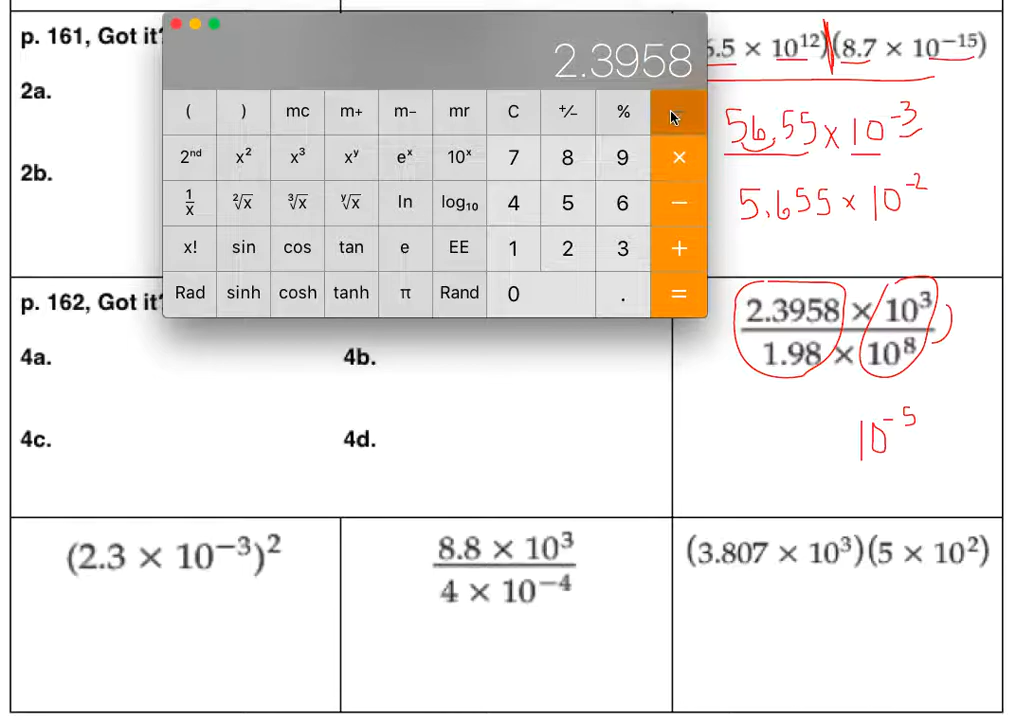 p. 161, Got it?
2a.
2b.
2.3958
( ) mc m+ m− mr C ⁺/₋ %
2ⁿᵈ x² x³ xʸ eˣ 10ˣ 7 8 9 ×
1/x ²√x ³√x ʸ√x ln log₁₀ 4 5 6 −
x! sin cos tan e EE 1 2 3 +
Rad sinh cosh tanh π Rand 0 . =
.5 × 10¹²)(8.7 × 10⁻¹⁵)
56.55 × 10⁻³
5.655 × 10⁻²
p. 162, Got it?
4a. 4b.
4c. 4d.
2.3958 × 10³
1.98 × 10⁸
10⁻⁵
(2.3 × 10⁻³)²
8.8 × 10³
4 × 10⁻⁴
(3.807 × 10³)(5 × 10²)